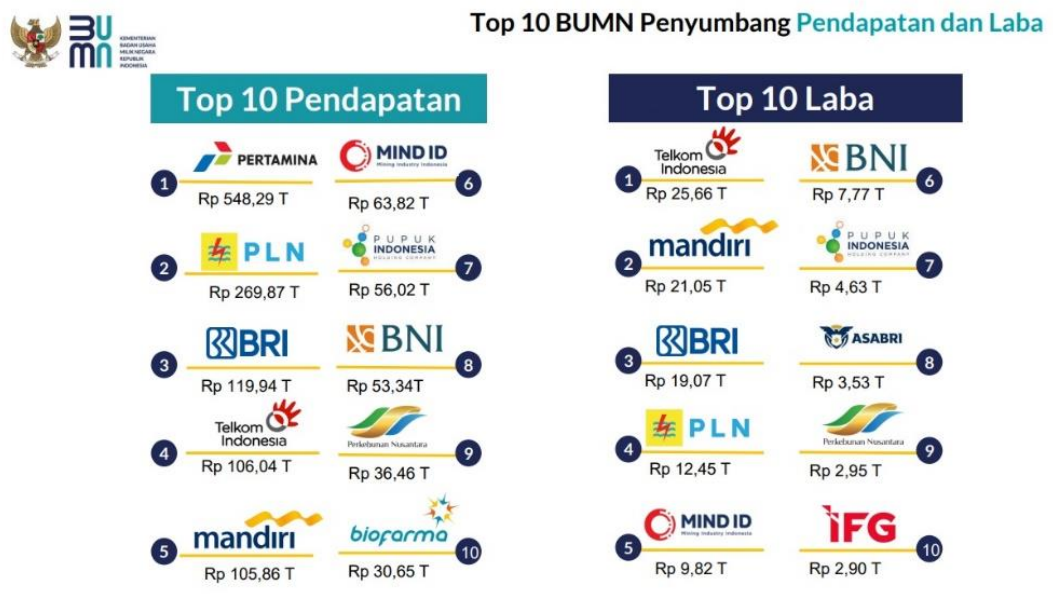 BUMN
KEMENTERIAN
BADAN USAHA
MILIK NEGARA
REPUBLIK
INDONESIA
Top 10 BUMN Penyumbang Pendapatan dan Laba
Top 10 Pendapatan
1
PERTAMINA
Rp 548,29 T
2
PLN
Rp 269,87 T
3
BRI
Rp 119,94 T
4
Telkom
Indonesia
Rp 106,04 T
5
mandiri
Rp 105,86 T
6
MIND ID
Mining Industry Indonesia
Rp 63,82 T
7
PUPUK
INDONESIA
HOLDING COMPANY
Rp 56,02 T
8
BNI
Rp 53,34T
9
Perkebunan Nusantara
Rp 36,46 T
10
biofarma
Rp 30,65 T
Top 10 Laba
1
Telkom
Indonesia
Rp 25,66 T
2
mandiri
Rp 21,05 T
3
BRI
Rp 19,07 T
4
PLN
Rp 12,45 T
5
MIND ID
Mining Industry Indonesia
Rp 9,82 T
6
BNI
Rp 7,77 T
7
PUPUK
INDONESIA
HOLDING COMPANY
Rp 4,63 T
8
ASABRI
Rp 3,53 T
9
Perkebunan Nusantara
Rp 2,95 T
10
IFG
Rp 2,90 T